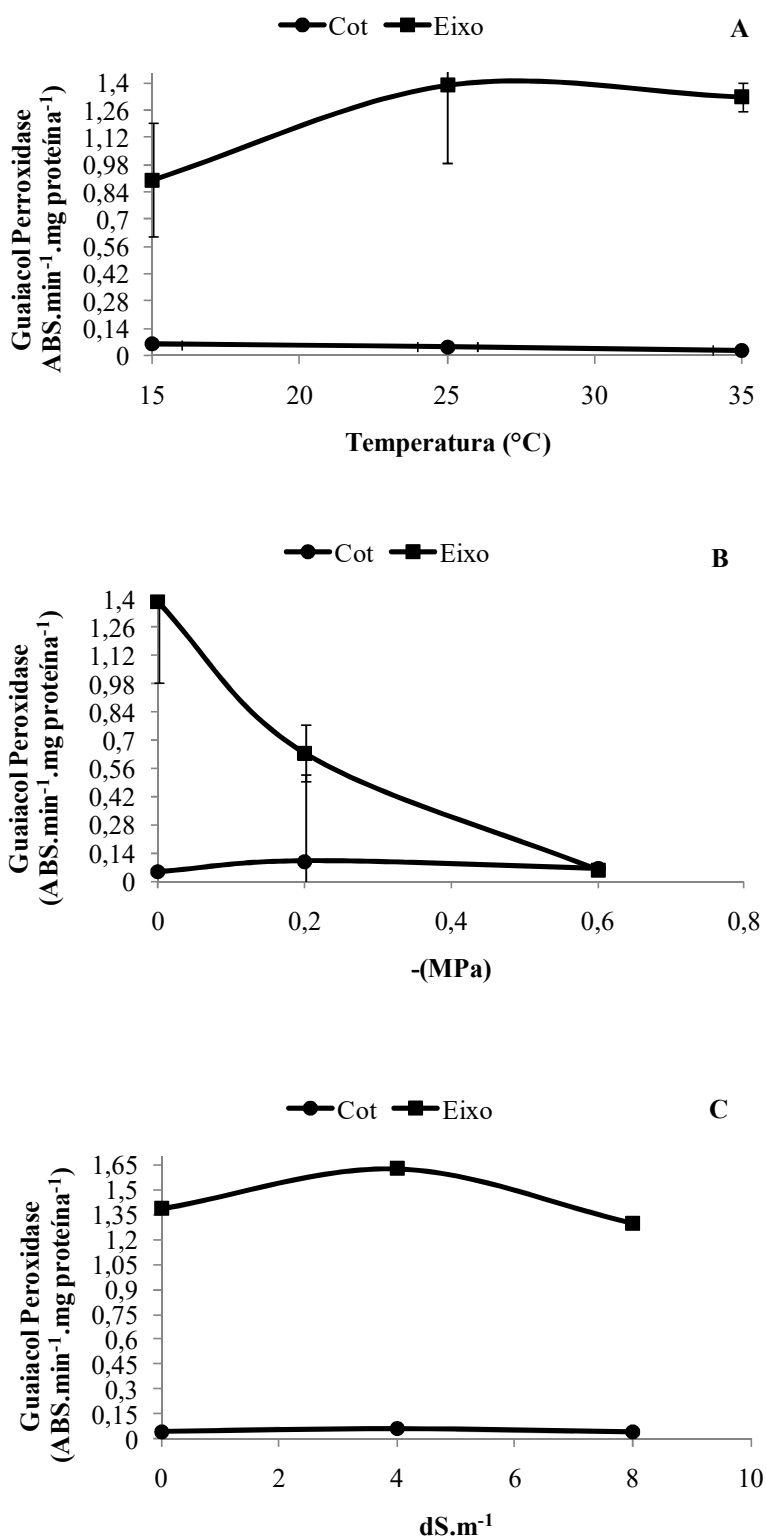 Cot Eixo A
Guaiacol Perroxidase
ABS.min⁻¹.mg proteína⁻¹)
1,4
1,26
1,12
0,98
0,84
0,7
0,56
0,42
0,28
0,14
0
15 20 25 30 35
Temperatura (°C)
Cot Eixo B
Guaiacol Peroxidase
(ABS.min⁻¹.mg proteína⁻¹)
1,4
1,26
1,12
0,98
0,84
0,7
0,56
0,42
0,28
0,14
0
0 0,2 0,4 0,6 0,8
-(MPa)
Cot Eixo C
Guaiacol Peroxidase
(ABS.min⁻¹.mg proteína⁻¹)
1,65
1,5
1,35
1,2
1,05
0,9
0,75
0,6
0,45
0,3
0,15
0
0 2 4 6 8 10
dS.m⁻¹